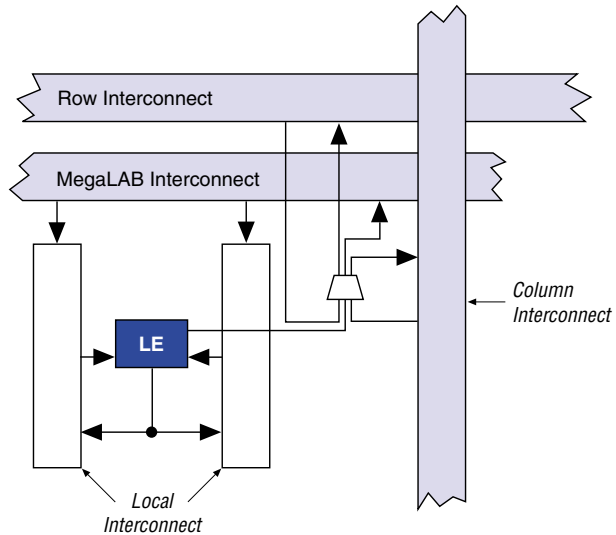 Row Interconnect
MegaLAB Interconnect
LE
Column
Interconnect
Local
Interconnect